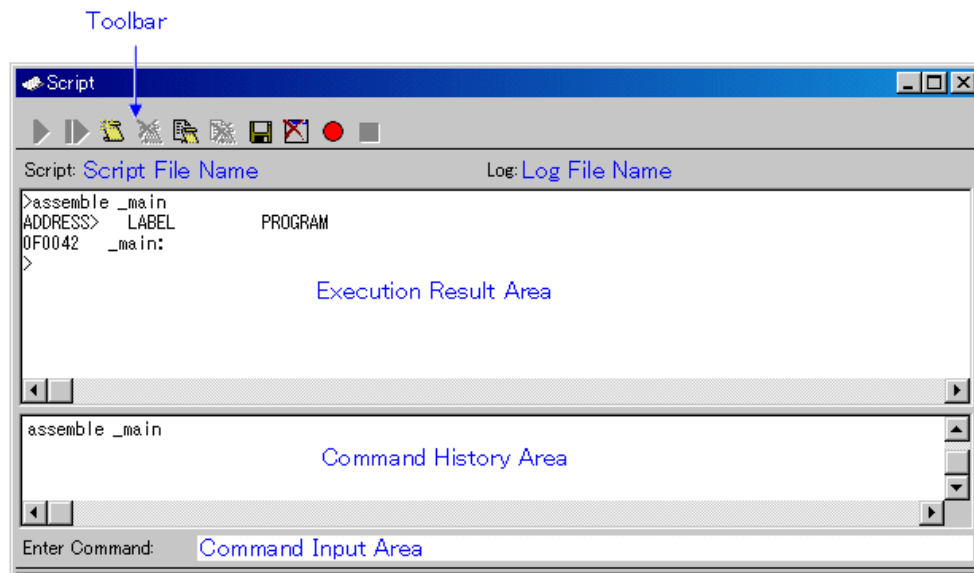 Toolbar
Script
Script: Script File Name Log: Log File Name
>assemble _main
ADDRESS> LABEL PROGRAM
0F0042 _main:
>
Execution Result Area
assemble _main
Command History Area
Enter Command: Command Input Area